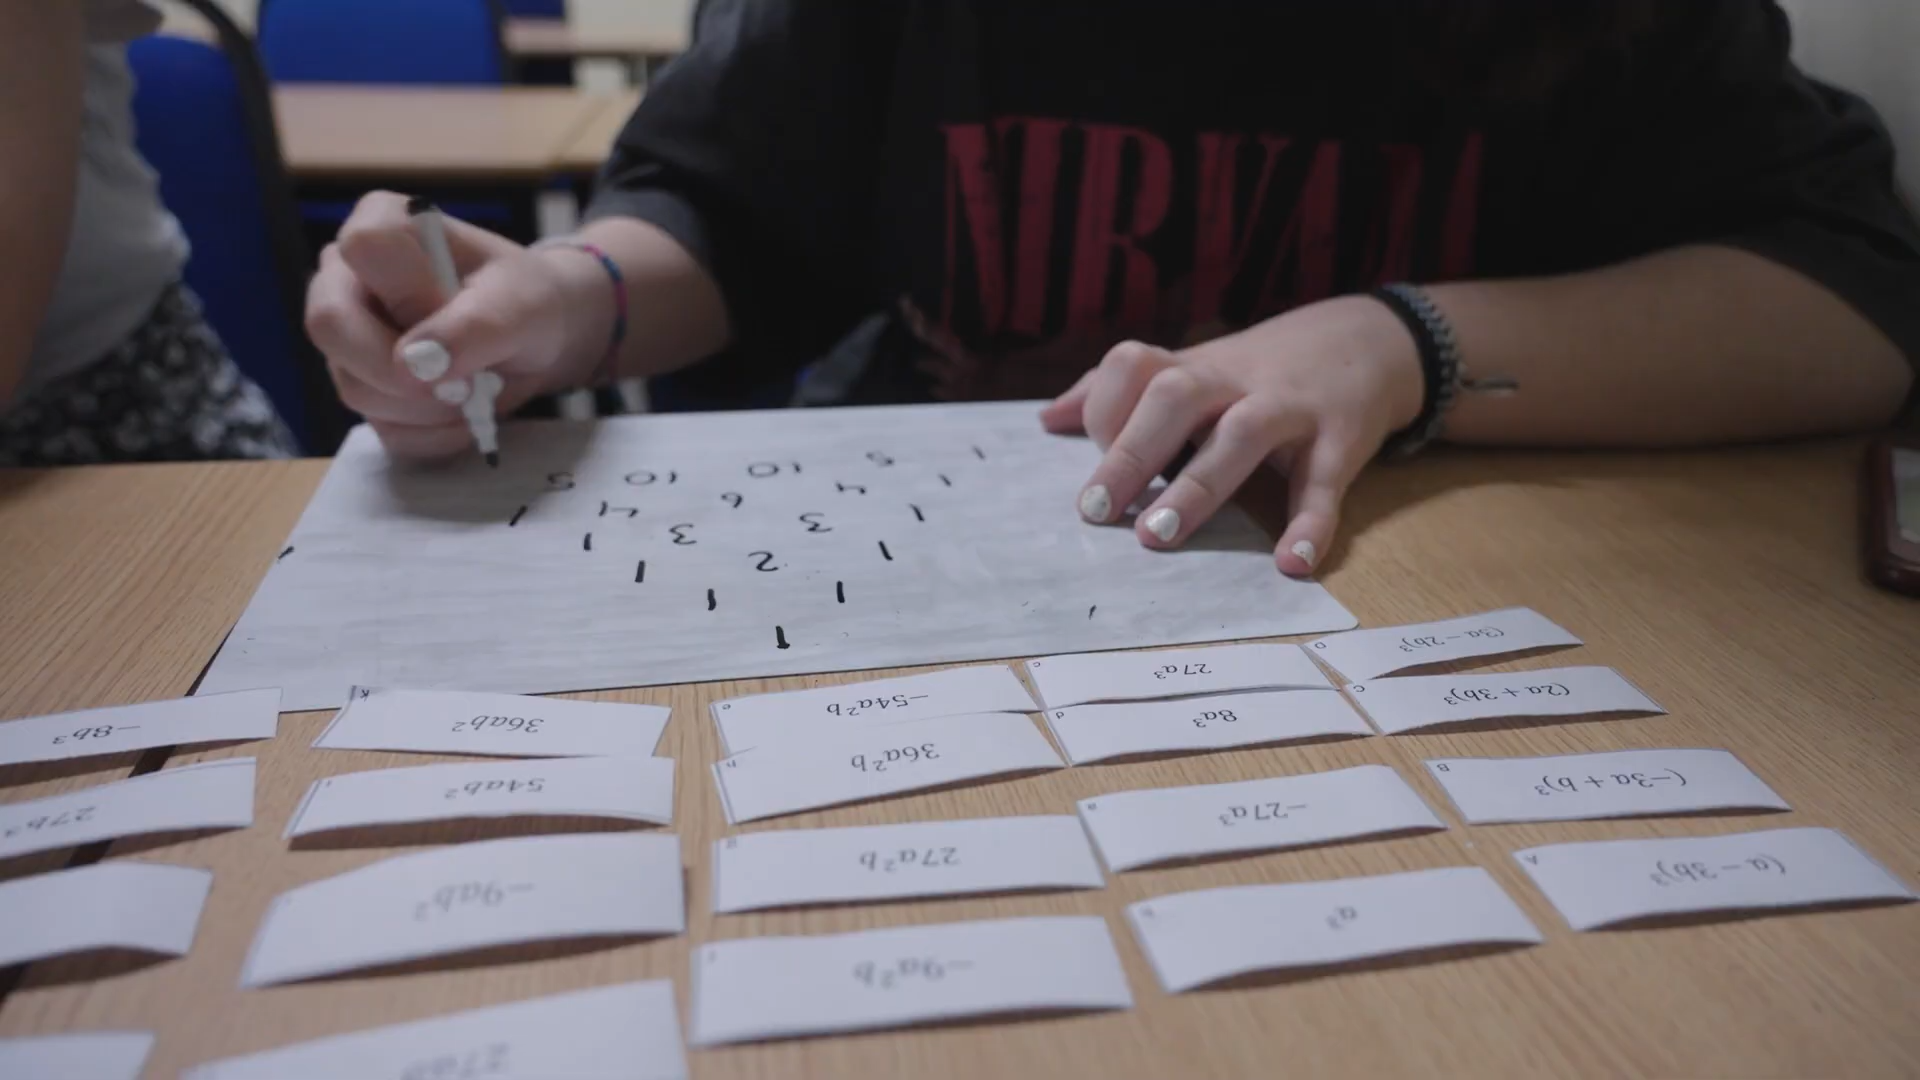 NIRVANA
1
1 1
1 2 1
1 3 3 1
1 4 6 4 1
1 5 10 10 5
D (3a − 2b)³
c 27a³
e −54a²b
k 36ab²
−8b³
C (2a + 3b)³
d 8a³
h 36a²b
54ab²
27b³
B (−3a + b)³
a −27a³
g 27a²b
−9ab²
A (a − 3b)³
b a³
−9a²b